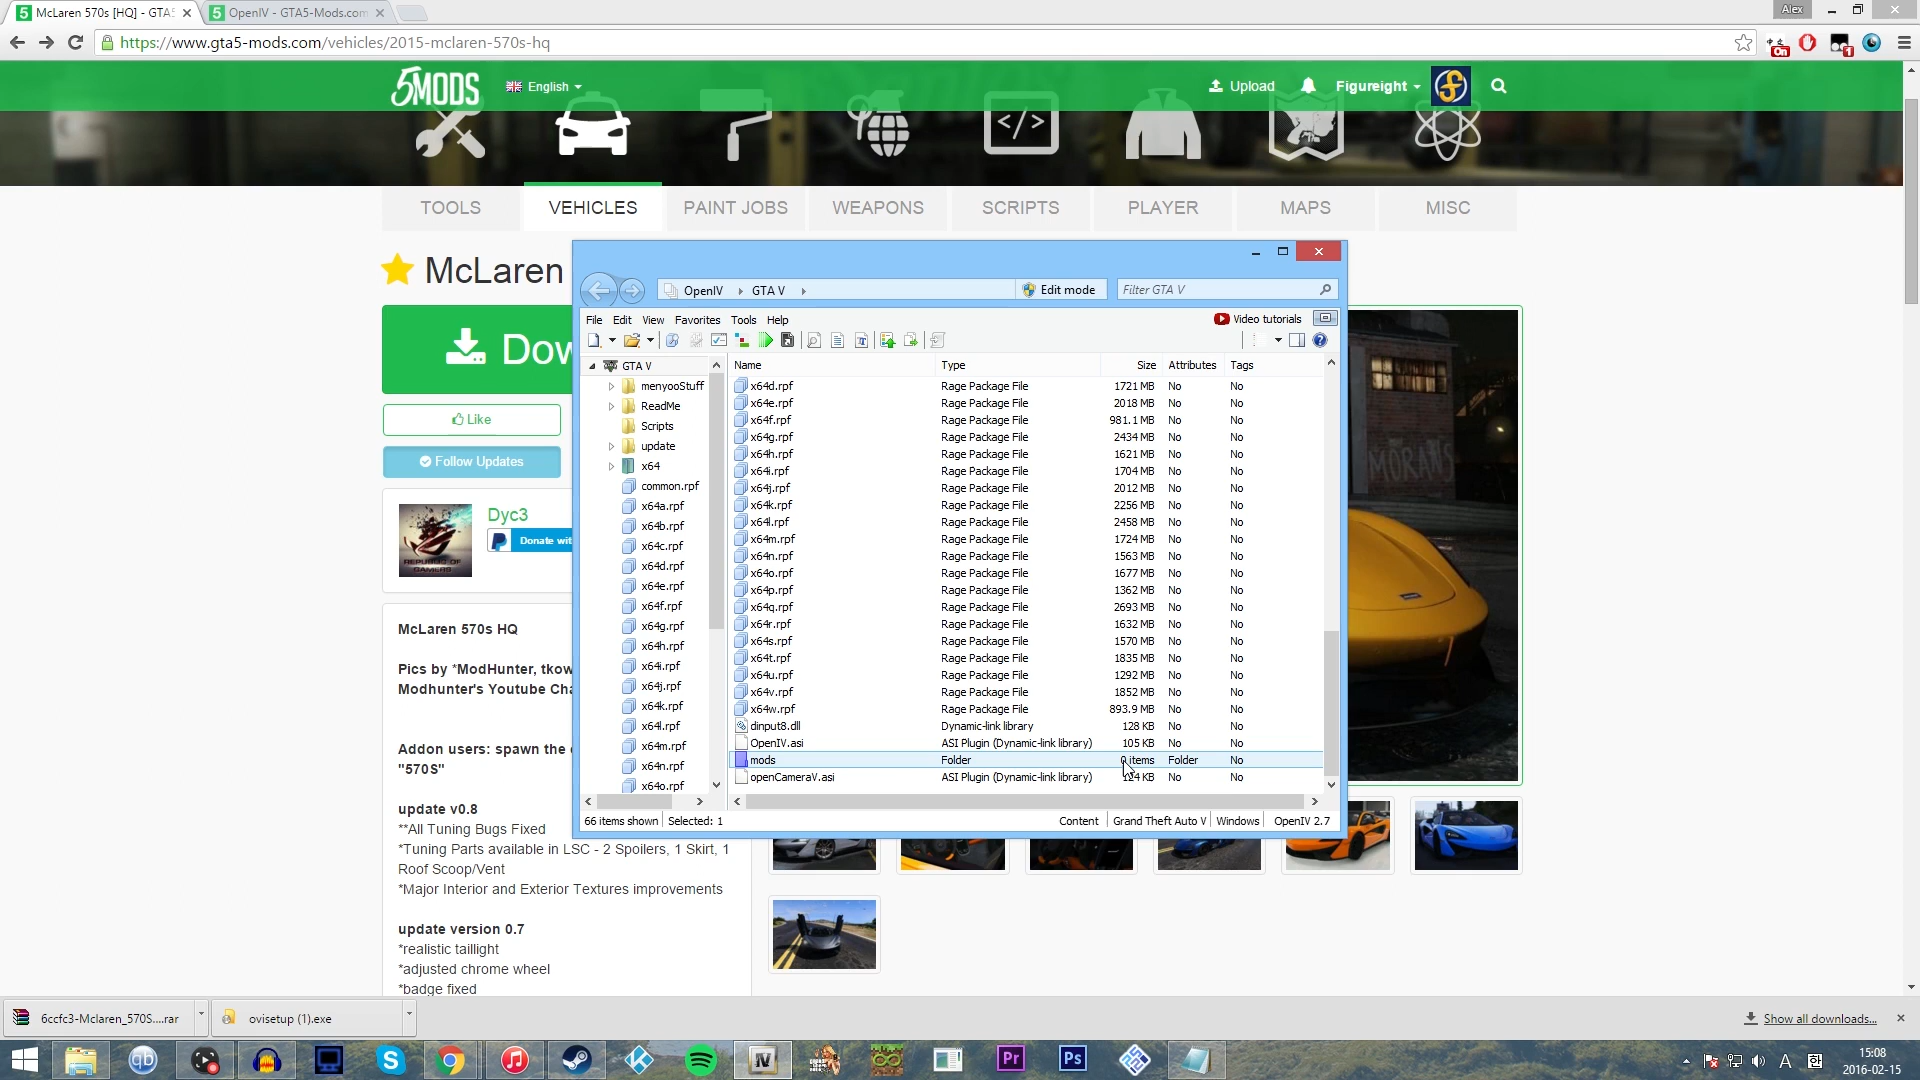 McLaren 570s [HQ] - GTA5
OpenIV - GTA5-Mods.com
Alex
https://www.gta5-mods.com/vehicles/2015-mclaren-570s-hq
On
1
5MODS
English
Upload
Figureight
TOOLS
VEHICLES
PAINT JOBS
WEAPONS
SCRIPTS
PLAYER
MAPS
MISC
McLaren
Dow
Like
Follow Updates
Dyc3
Donate wit
REPUBLIC OF
GAMERS
McLaren 570s HQ
Pics by *ModHunter, tkow
Modhunter's Youtube Cha
Addon users: spawn the
"570S"
update v0.8
**All Tuning Bugs Fixed
*Tuning Parts available in LSC - 2 Spoilers, 1 Skirt, 1
Roof Scoop/Vent
*Major Interior and Exterior Textures improvements
update version 0.7
*realistic taillight
*adjusted chrome wheel
*badge fixed
OpenIV
GTA V
Edit mode
Filter GTA V
File Edit View Favorites Tools Help
Video tutorials
GTA V
menyooStuff
ReadMe
Scripts
update
x64
common.rpf
x64a.rpf
x64b.rpf
x64c.rpf
x64d.rpf
x64e.rpf
x64f.rpf
x64g.rpf
x64h.rpf
x64i.rpf
x64j.rpf
x64k.rpf
x64l.rpf
x64m.rpf
x64n.rpf
x64o.rpf
Name Type Size Attributes Tags
x64d.rpf Rage Package File 1721 MB No No
x64e.rpf Rage Package File 2018 MB No No
x64f.rpf Rage Package File 981.1 MB No No
x64g.rpf Rage Package File 2434 MB No No
x64h.rpf Rage Package File 1621 MB No No
x64i.rpf Rage Package File 1704 MB No No
x64j.rpf Rage Package File 2012 MB No No
x64k.rpf Rage Package File 2256 MB No No
x64l.rpf Rage Package File 2458 MB No No
x64m.rpf Rage Package File 1724 MB No No
x64n.rpf Rage Package File 1563 MB No No
x64o.rpf Rage Package File 1677 MB No No
x64p.rpf Rage Package File 1362 MB No No
x64q.rpf Rage Package File 2693 MB No No
x64r.rpf Rage Package File 1632 MB No No
x64s.rpf Rage Package File 1570 MB No No
x64t.rpf Rage Package File 1835 MB No No
x64u.rpf Rage Package File 1292 MB No No
x64v.rpf Rage Package File 1852 MB No No
x64w.rpf Rage Package File 893.9 MB No No
dinput8.dll Dynamic-link library 128 KB No No
OpenIV.asi ASI Plugin (Dynamic-link library) 105 KB No No
mods Folder 0 items Folder No
openCameraV.asi ASI Plugin (Dynamic-link library) 124 KB No No
66 items shown Selected: 1
Content Grand Theft Auto V Windows OpenIV 2.7
MORANS
6ccfc3-Mclaren_570S....rar
ovisetup (1).exe
Show all downloads...
qb
S
IV
Pr
Ps
A
한
15:08
2016-02-15